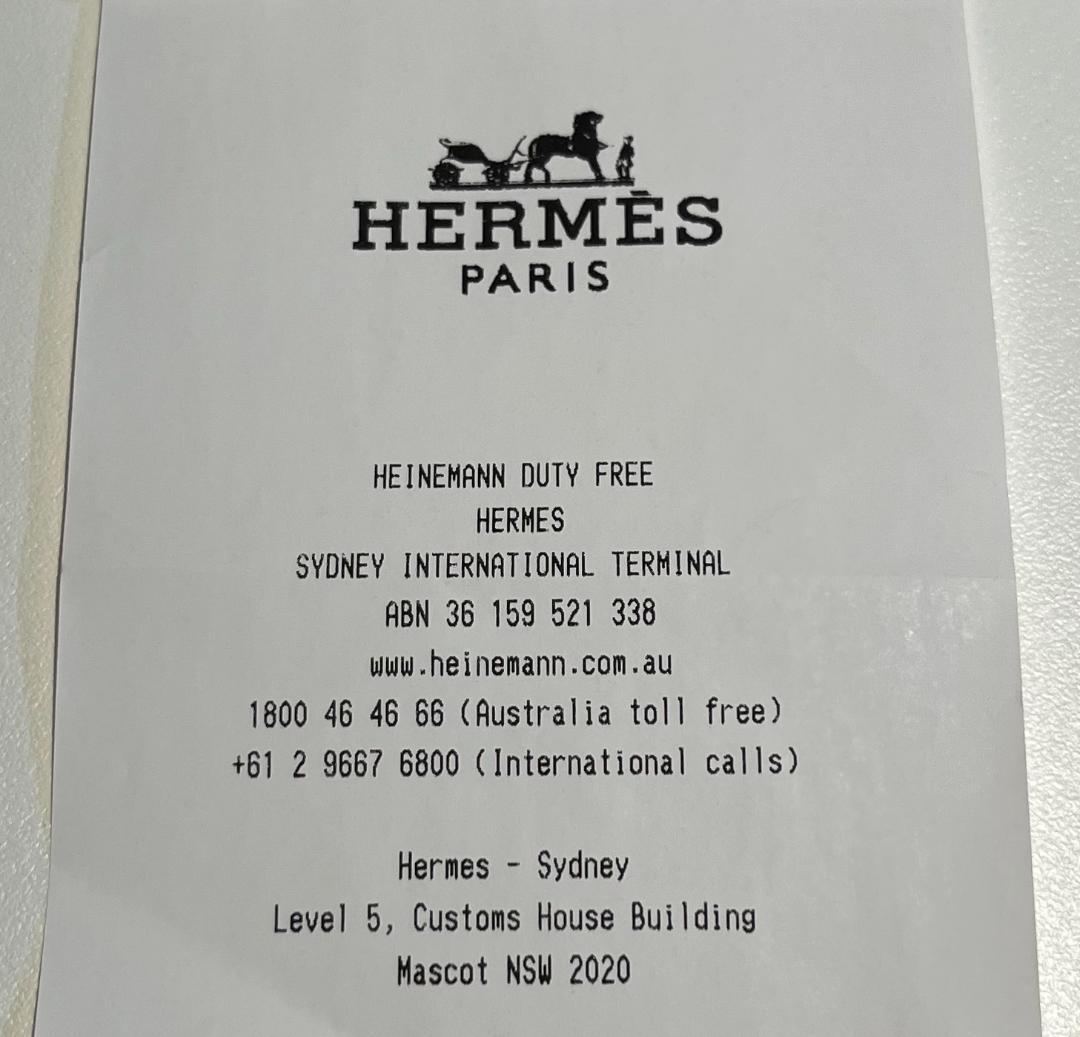 HERMÈS
PARIS
HEINEMANN DUTY FREE
HERMES
SYDNEY INTERNATIONAL TERMINAL
ABN 36 159 521 338
www.heinemann.com.au
1800 46 46 66 (Australia toll free)
+61 2 9667 6800 (International calls)
Hermes - Sydney
Level 5, Customs House Building
Mascot NSW 2020